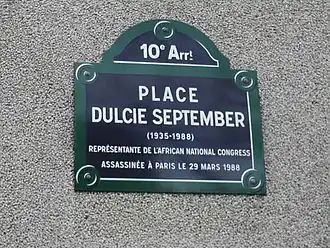 10e Arrt
PLACE
DULCIE SEPTEMBER
(1935-1988)
REPRÉSENTANTE DE L'AFRICAN NATIONAL CONGRESS
ASSASSINÉE À PARIS LE 29 MARS 1988